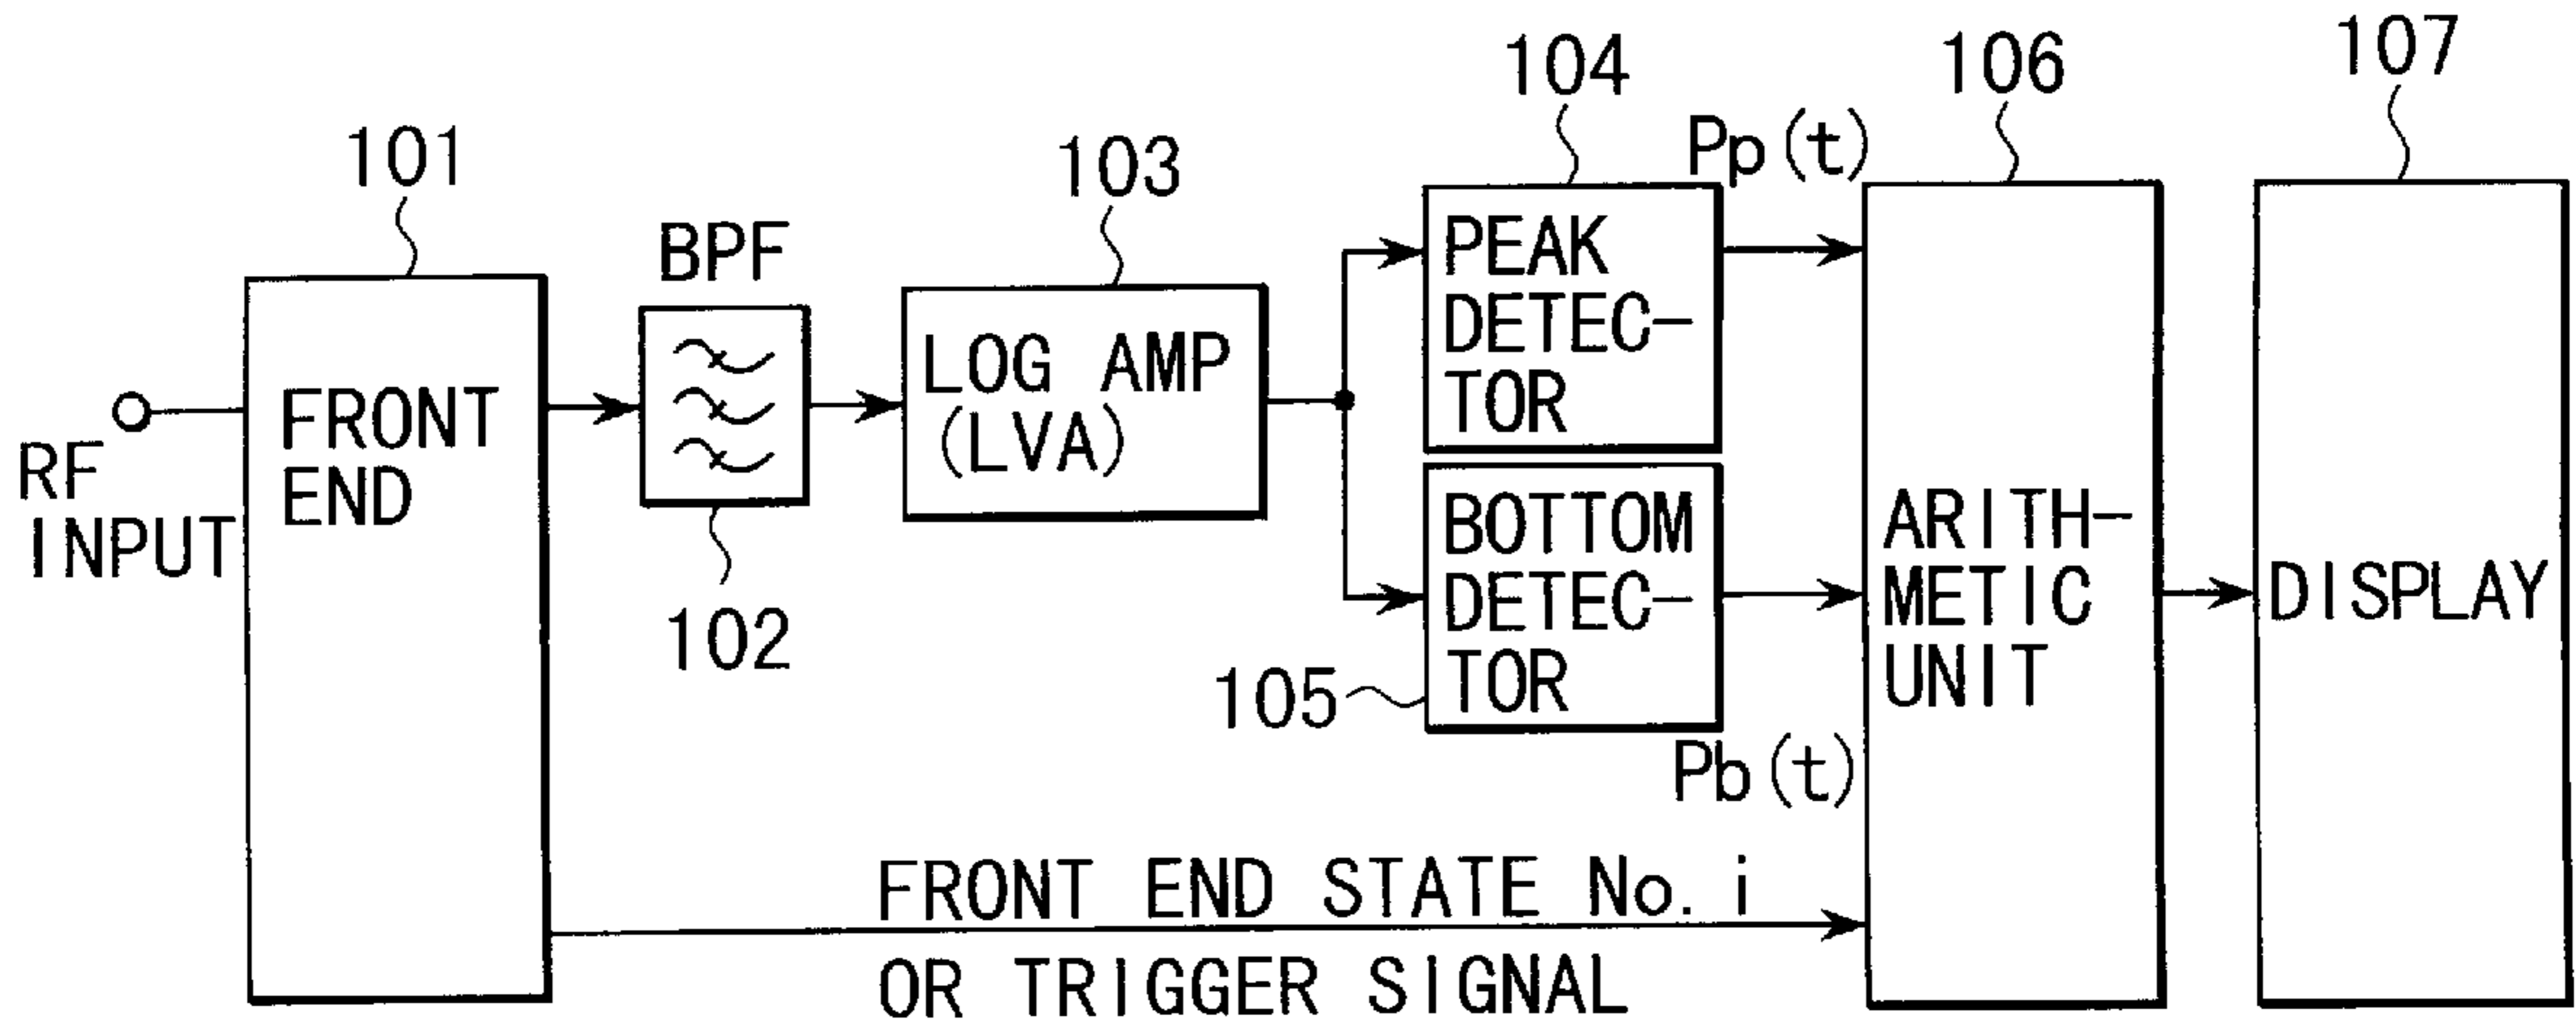 101
BPF
103
104
Pp(t)
106
107
RF
INPUT
FRONT
END
102
LOG AMP
(LVA)
PEAK
DETEC-
TOR
BOTTOM
DETEC-
TOR
105
Pb(t)
ARITH-
METIC
UNIT
DISPLAY
FRONT END STATE No. i
OR TRIGGER SIGNAL